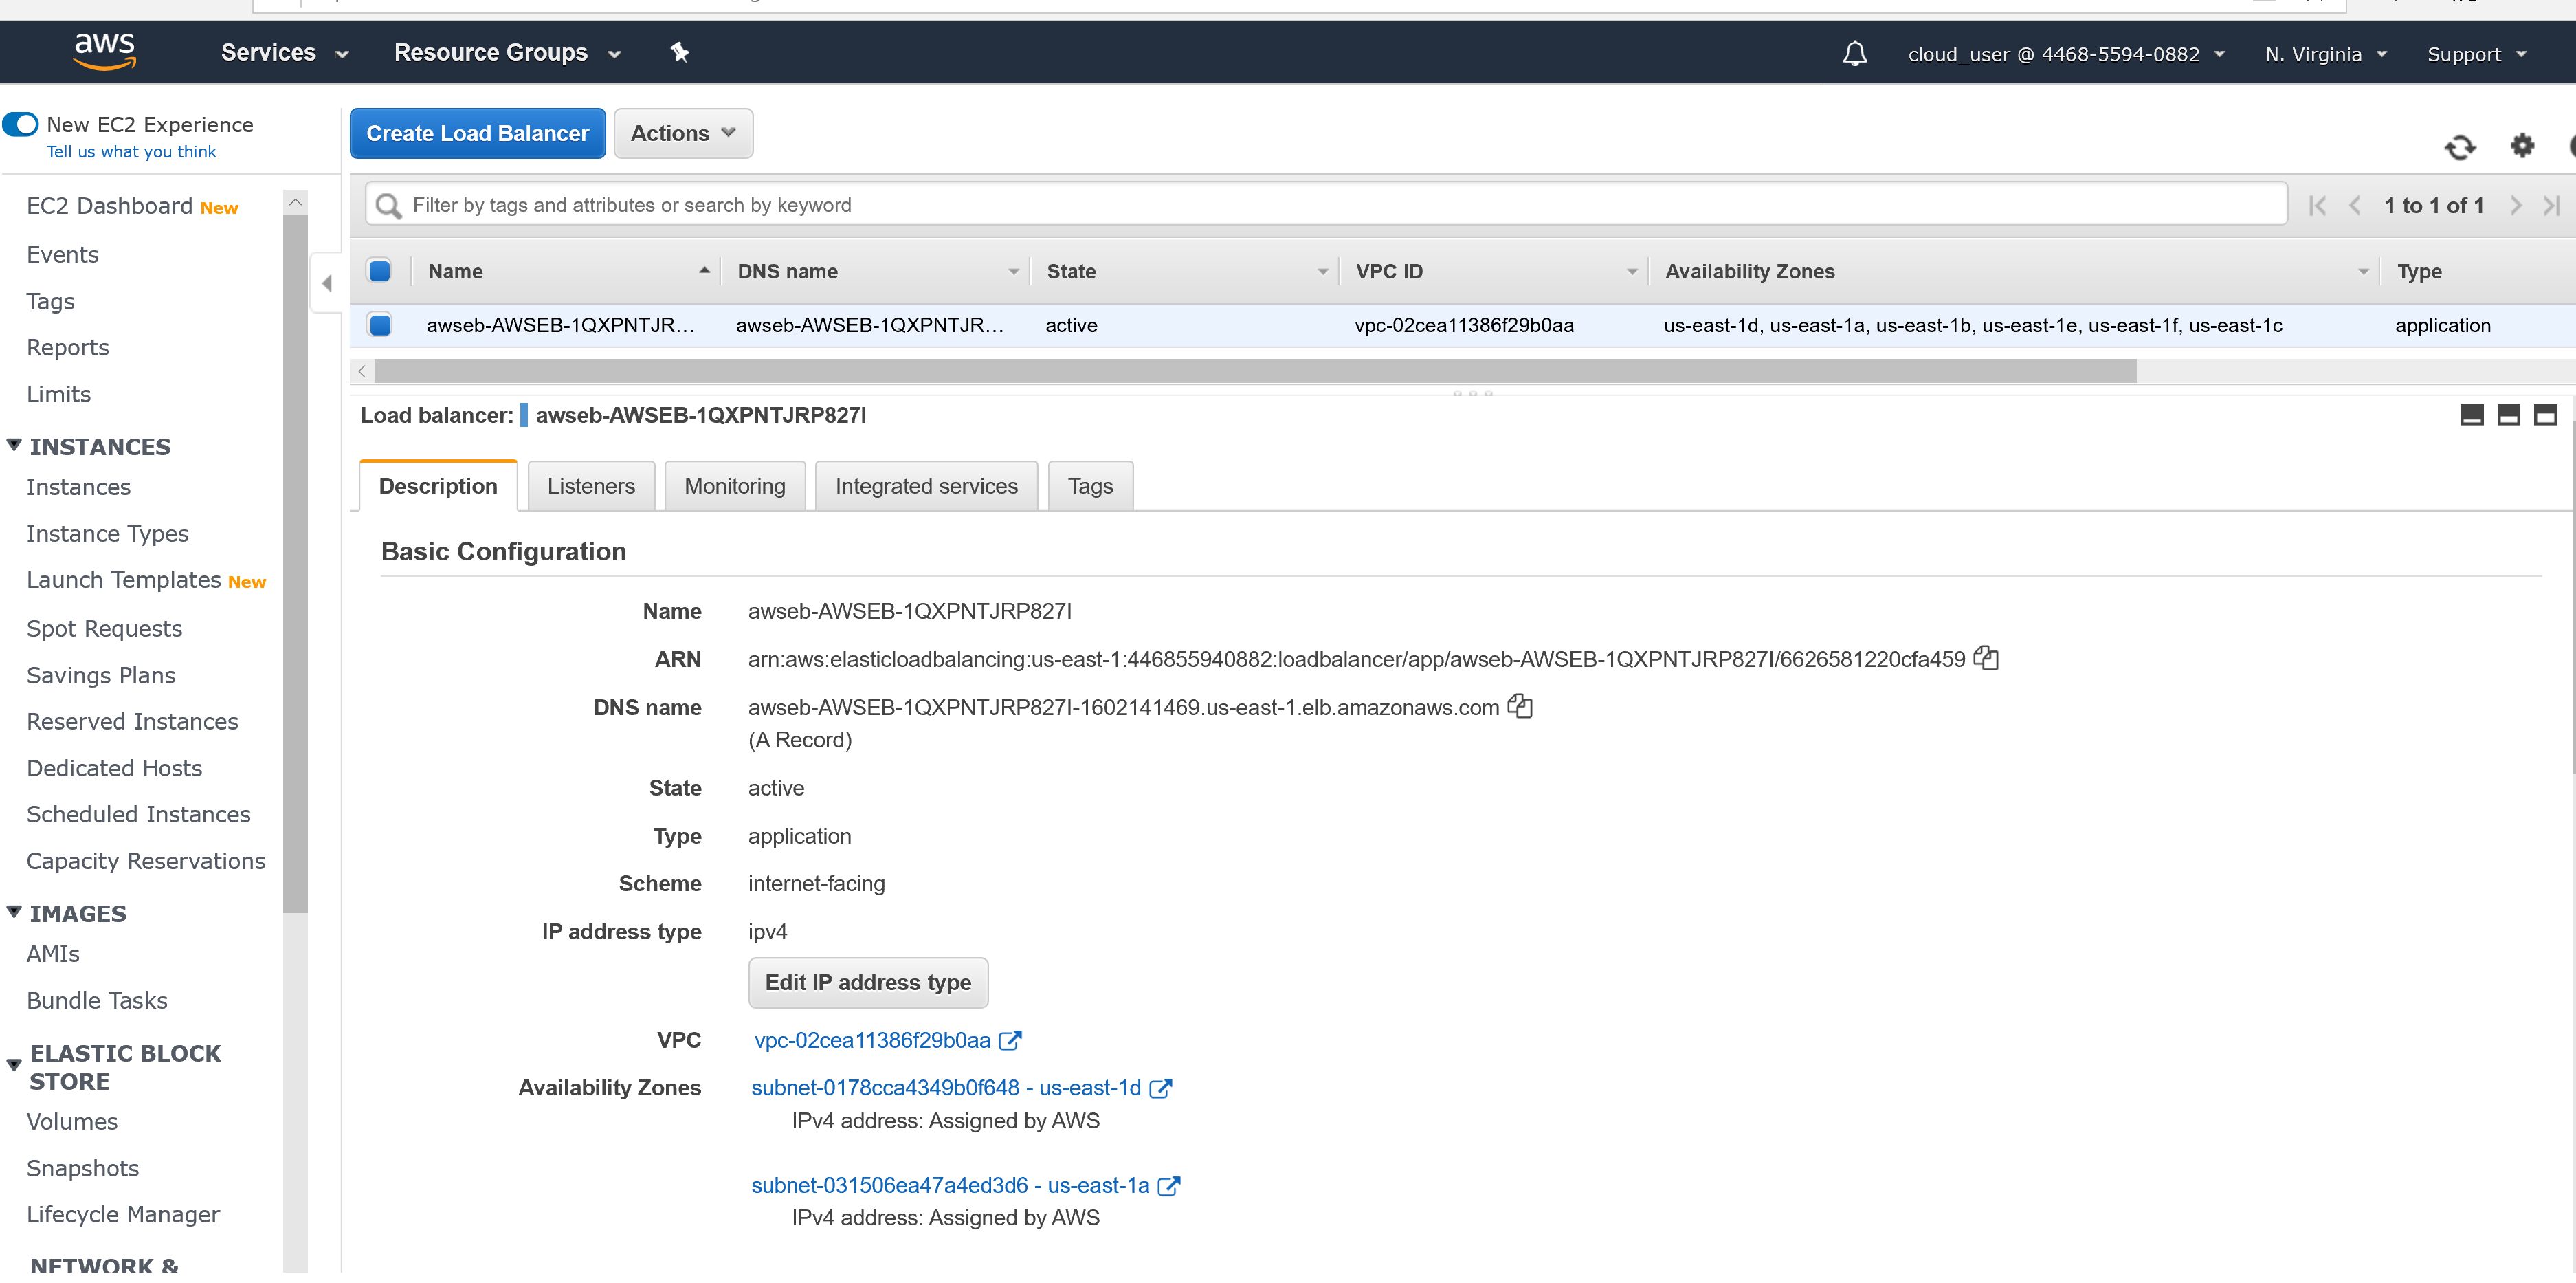 aws
Services
Resource Groups
cloud_user @ 4468-5594-0882
N. Virginia
Support
New EC2 Experience
Tell us what you think
EC2 Dashboard New
Events
Tags
Reports
Limits
INSTANCES
Instances
Instance Types
Launch Templates New
Spot Requests
Savings Plans
Reserved Instances
Dedicated Hosts
Scheduled Instances
Capacity Reservations
IMAGES
AMIs
Bundle Tasks
ELASTIC BLOCK
STORE
Volumes
Snapshots
Lifecycle Manager
NETWORK &
Create Load Balancer
Actions
Filter by tags and attributes or search by keyword
1 to 1 of 1
Name DNS name State VPC ID Availability Zones Type
awseb-AWSEB-1QXPNTJR... awseb-AWSEB-1QXPNTJR... active vpc-02cea11386f29b0aa us-east-1d, us-east-1a, us-east-1b, us-east-1e, us-east-1f, us-east-1c application
Load balancer: awseb-AWSEB-1QXPNTJRP827I
Description Listeners Monitoring Integrated services Tags
Basic Configuration
Name awseb-AWSEB-1QXPNTJRP827I
ARN arn:aws:elasticloadbalancing:us-east-1:446855940882:loadbalancer/app/awseb-AWSEB-1QXPNTJRP827I/6626581220cfa459
DNS name awseb-AWSEB-1QXPNTJRP827I-1602141469.us-east-1.elb.amazonaws.com
(A Record)
State active
Type application
Scheme internet-facing
IP address type ipv4
Edit IP address type
VPC vpc-02cea11386f29b0aa
Availability Zones subnet-0178cca4349b0f648 - us-east-1d
IPv4 address: Assigned by AWS
subnet-031506ea47a4ed3d6 - us-east-1a
IPv4 address: Assigned by AWS